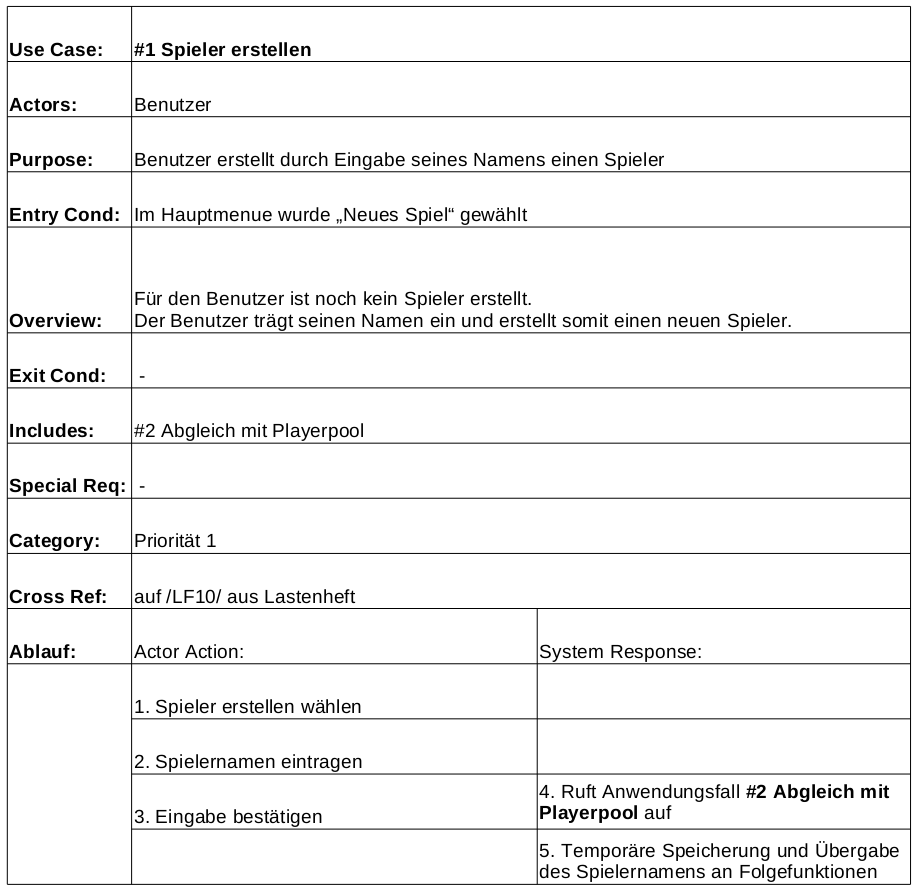 Use Case: #1 Spieler erstellen
Actors: Benutzer
Purpose: Benutzer erstellt durch Eingabe seines Namens einen Spieler
Entry Cond: Im Hauptmenue wurde „Neues Spiel“ gewählt
Für den Benutzer ist noch kein Spieler erstellt.
Overview: Der Benutzer trägt seinen Namen ein und erstellt somit einen neuen Spieler.
Exit Cond: -
Includes: #2 Abgleich mit Playerpool
Special Req: -
Category: Priorität 1
Cross Ref: auf /LF10/ aus Lastenheft
Ablauf: Actor Action: System Response:
1. Spieler erstellen wählen
2. Spielernamen eintragen
3. Eingabe bestätigen
4. Ruft Anwendungsfall #2 Abgleich mit
Playerpool auf
5. Temporäre Speicherung und Übergabe
des Spielernamens an Folgefunktionen